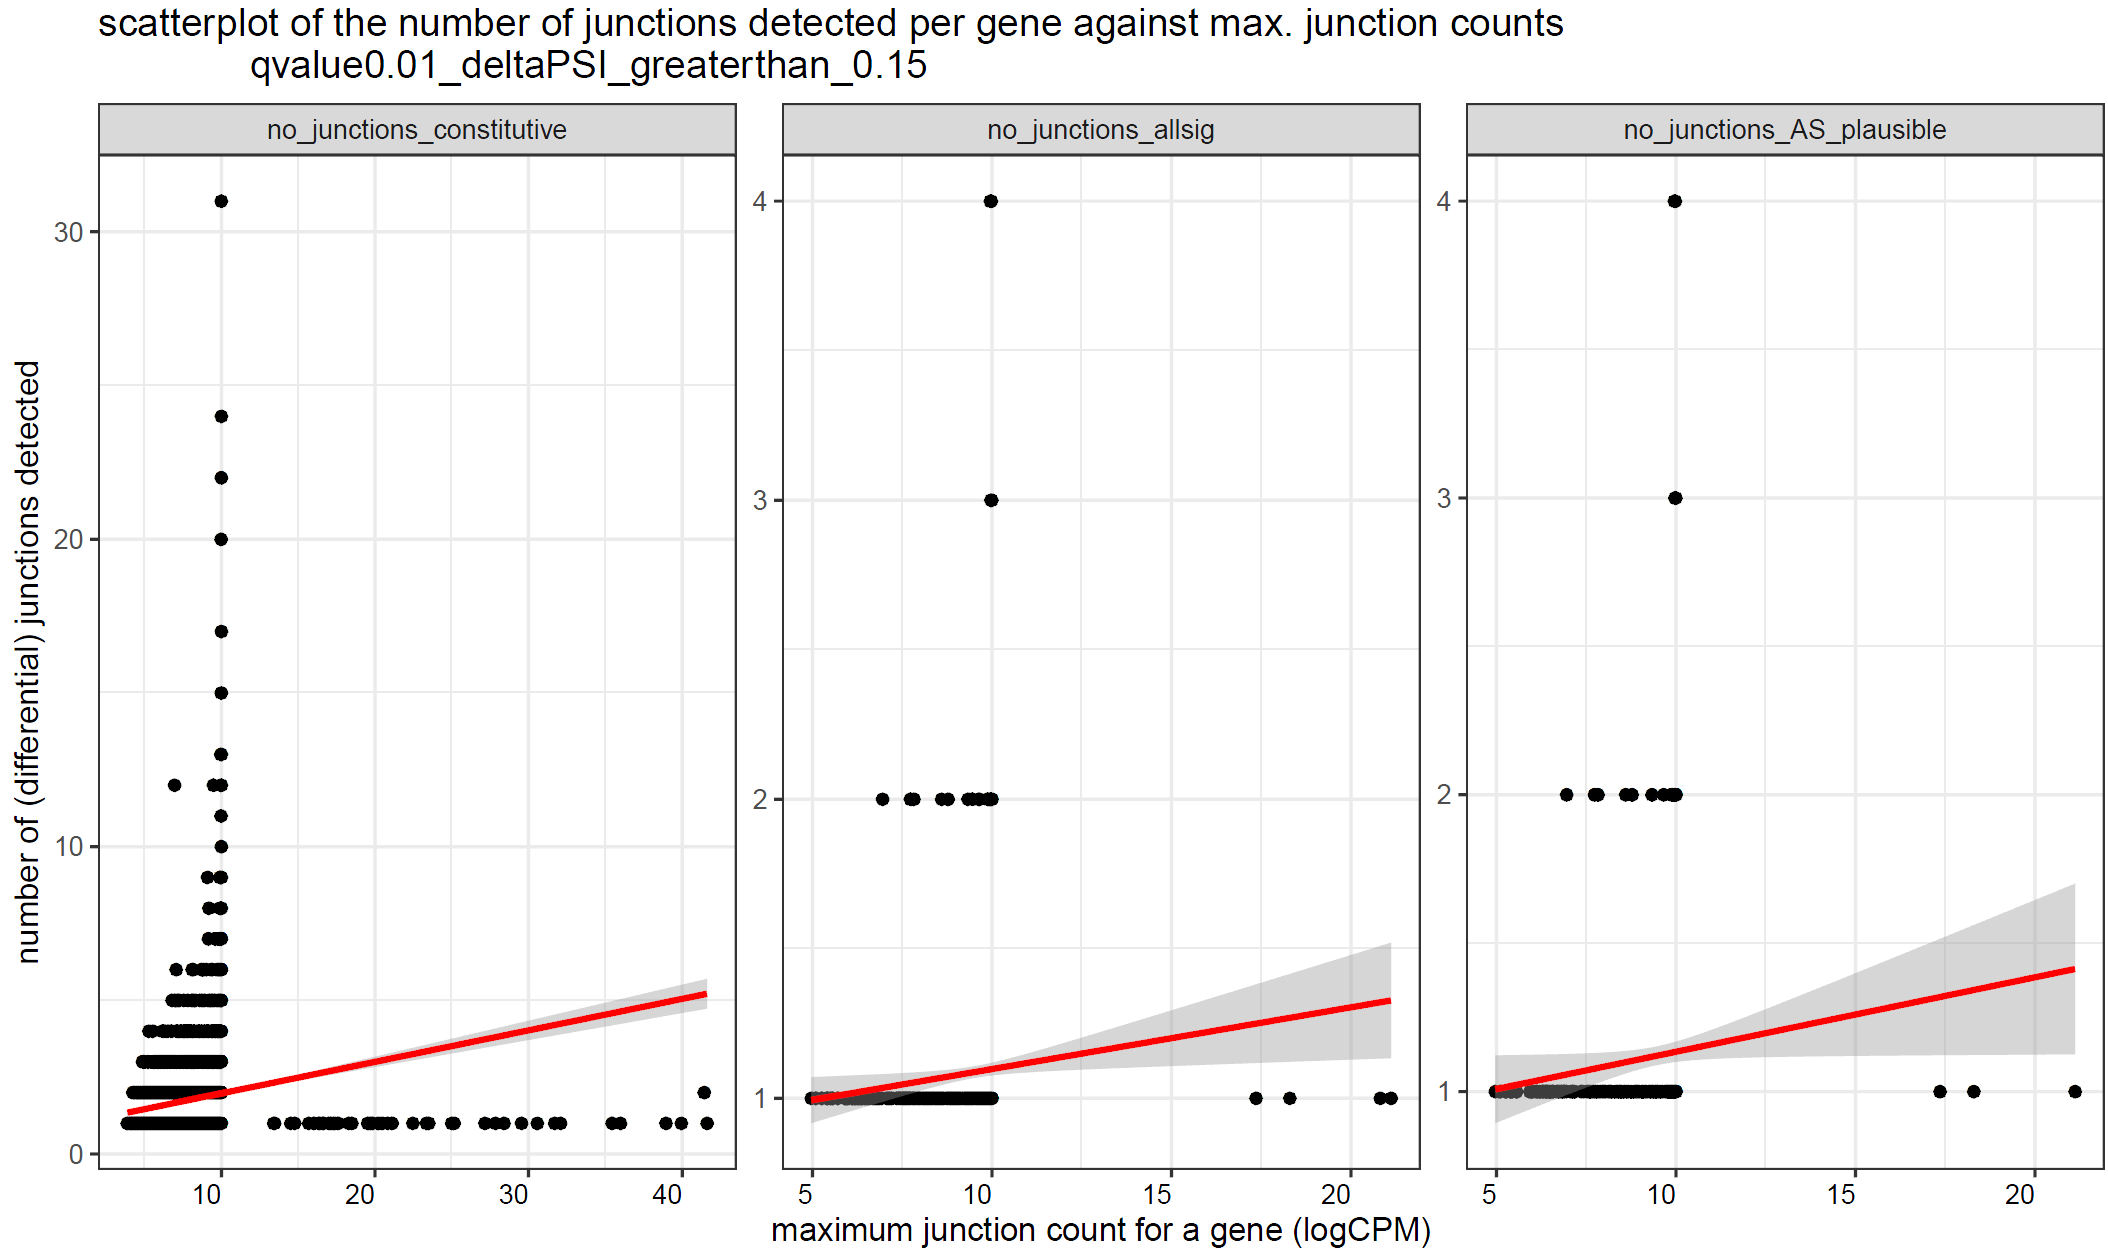 scatterplot of the number of junctions detected per gene against max. junction counts
qvalue0.01_deltaPSI_greaterthan_0.15
no_junctions_constitutive
no_junctions_allsig
no_junctions_AS_plausible
number of (differential) junctions detected
30
20
10
0
4
3
2
1
4
3
2
1
10 20 30 40
5 10 15 20
5 10 15 20
maximum junction count for a gene (logCPM)